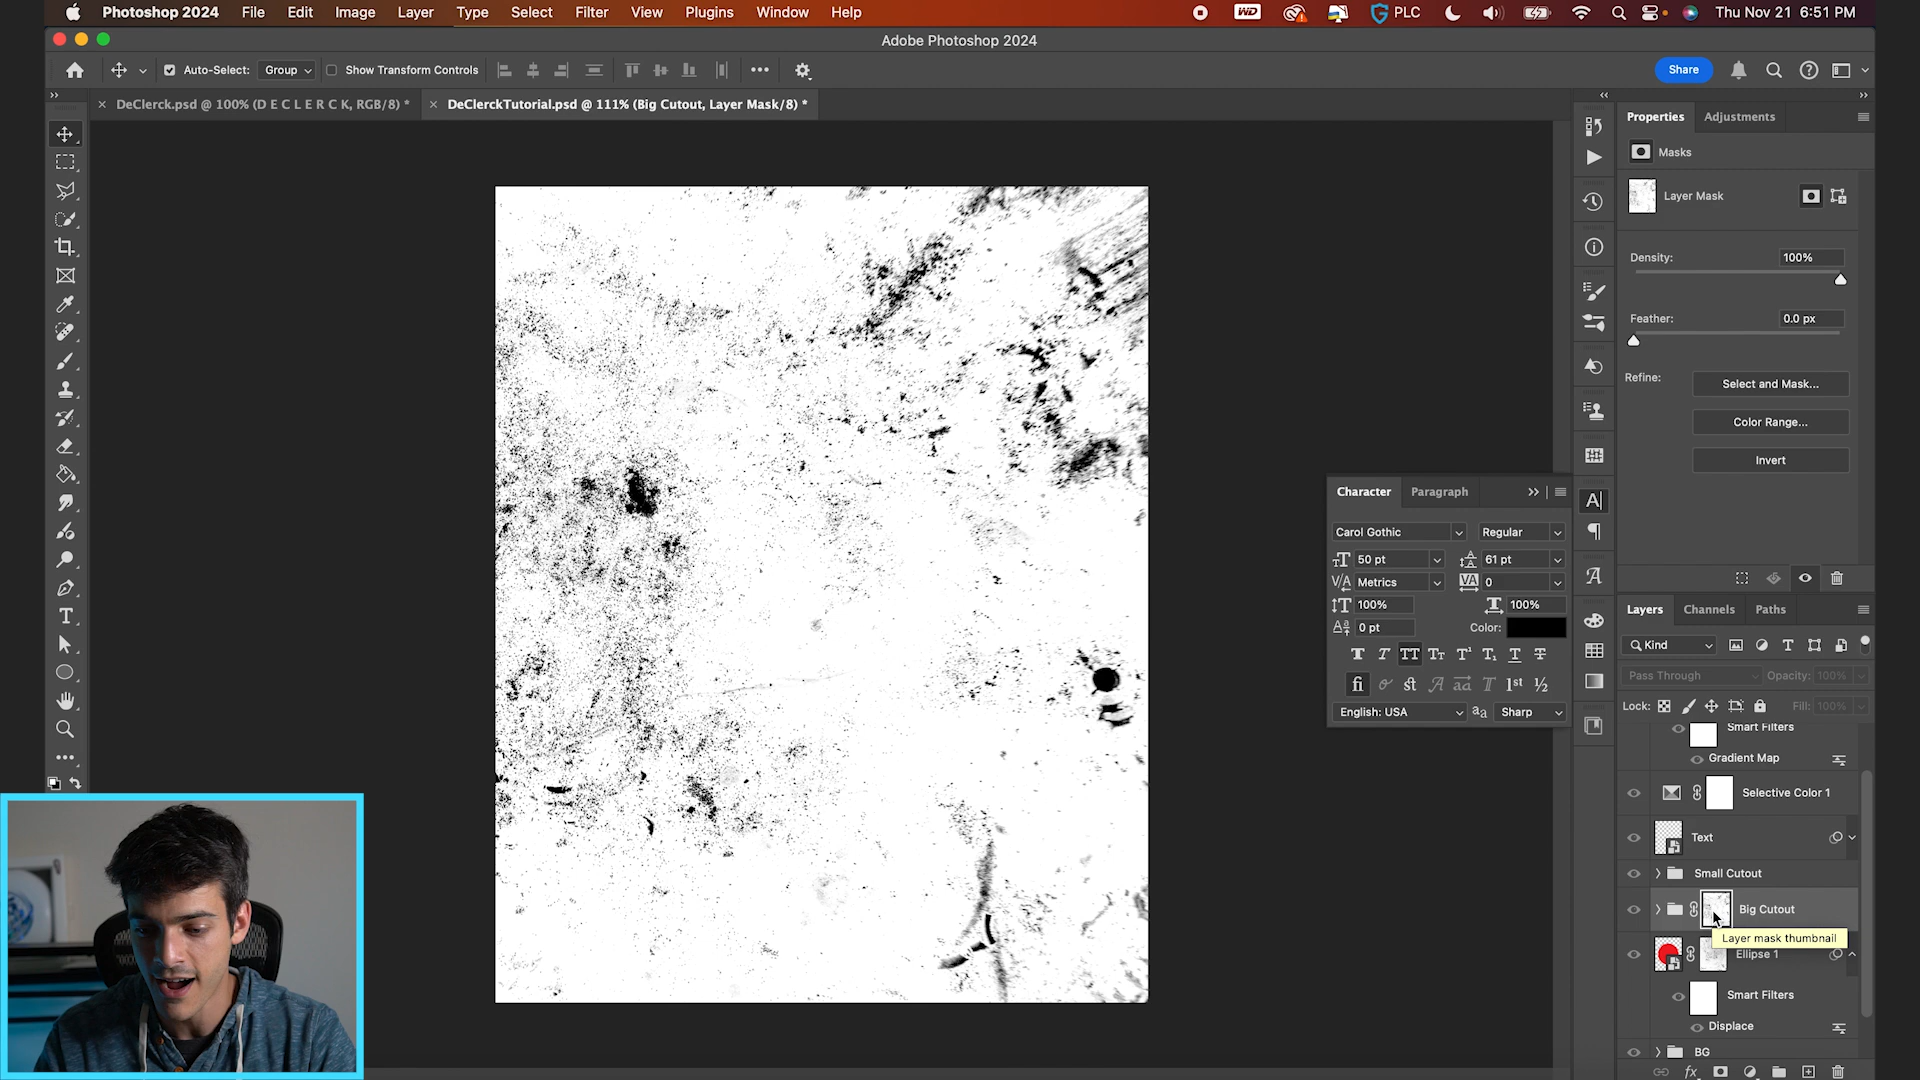 Photoshop 2024 File Edit Image Layer Type Select Filter View Plugins Window Help WD PLC Thu Nov 21 6:51 PM
Adobe Photoshop 2024
Auto-Select: Group Show Transform Controls Share
DeClerck.psd @ 100% (D E C L E R C K, RGB/8) * DeClerckTutorial.psd @ 111% (Big Cutout, Layer Mask/8) *
Properties Adjustments
Masks
Layer Mask
Density: 100%
Feather: 0.0 px
Refine: Select and Mask...
Color Range...
Invert
Character Paragraph
Carol Gothic Regular
50 pt 61 pt
Metrics 0
100% 100%
0 pt Color:
English: USA Sharp
Layers Channels Paths
Kind
Pass Through Opacity: 100%
Lock: Fill: 100%
Smart Filters
Gradient Map
Selective Color 1
Text
Small Cutout
Big Cutout
Layer mask thumbnail
Ellipse 1
Smart Filters
Displace
BG